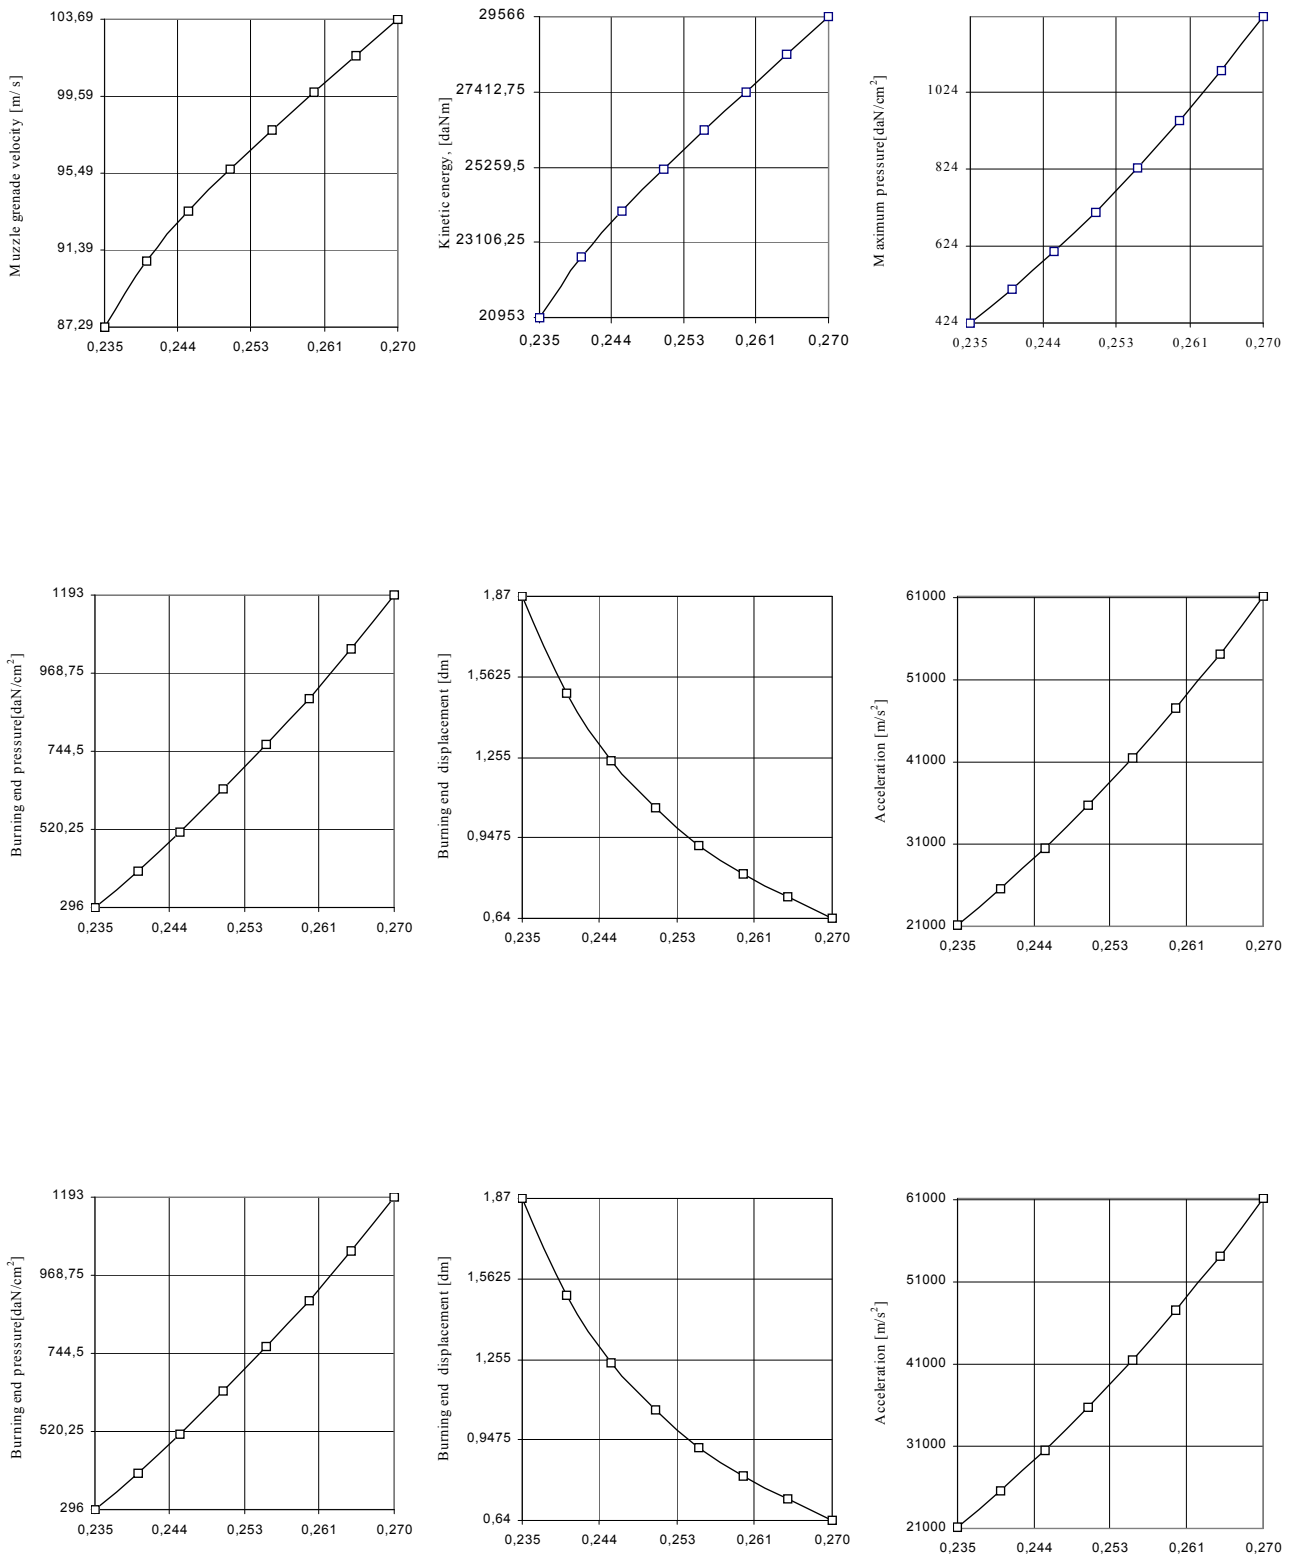 Muzzle grenade velocity [m/s]
103,69
99,59
95,49
91,39
87,29
0,235 0,244 0,253 0,261 0,270
Kinetic energy, [daNm]
29566
27412,75
25259,5
23106,25
20953
0,235 0,244 0,253 0,261 0,270
Maximum pressure[daN/cm²]
1024
824
624
424
0,235 0,244 0,253 0,261 0,270
Burning end pressure[daN/cm²]
1193
968,75
744,5
520,25
296
0,235 0,244 0,253 0,261 0,270
Burning end displacement [dm]
1,87
1,5625
1,255
0,9475
0,64
0,235 0,244 0,253 0,261 0,270
Acceleration [m/s²]
61000
51000
41000
31000
21000
0,235 0,244 0,253 0,261 0,270
Burning end pressure[daN/cm²]
1193
968,75
744,5
520,25
296
0,235 0,244 0,253 0,261 0,270
Burning end displacement [dm]
1,87
1,5625
1,255
0,9475
0,64
0,235 0,244 0,253 0,261 0,270
Acceleration [m/s²]
61000
51000
41000
31000
21000
0,235 0,244 0,253 0,261 0,270